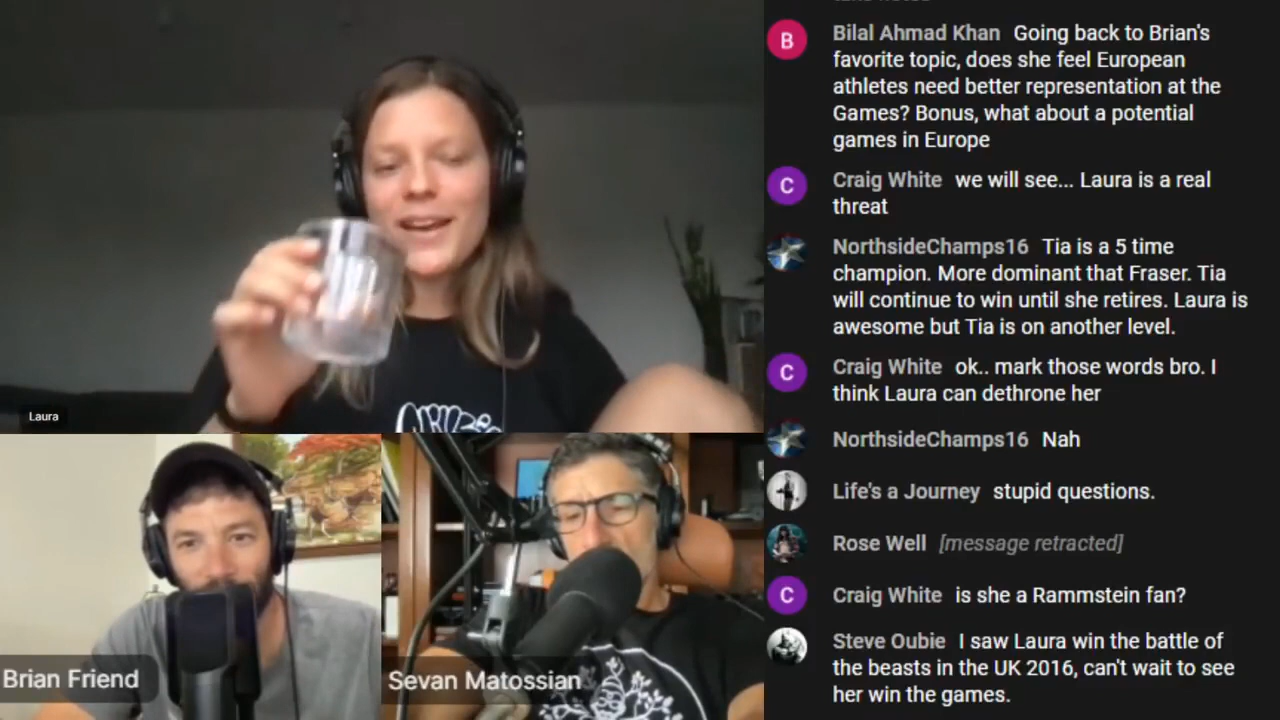 Laura
Brian Friend
Sevan Matossian
Bilal Ahmad Khan Going back to Brian's
favorite topic, does she feel European
athletes need better representation at the
Games? Bonus, what about a potential
games in Europe
Craig White we will see... Laura is a real
threat
NorthsideChamps16 Tia is a 5 time
champion. More dominant that Fraser. Tia
will continue to win until she retires. Laura is
awesome but Tia is on another level.
Craig White ok.. mark those words bro. I
think Laura can dethrone her
NorthsideChamps16 Nah
Life's a Journey stupid questions.
Rose Well [message retracted]
Craig White is she a Rammstein fan?
Steve Oubie I saw Laura win the battle of
the beasts in the UK 2016, can't wait to see
her win the games.
B
C
C
C